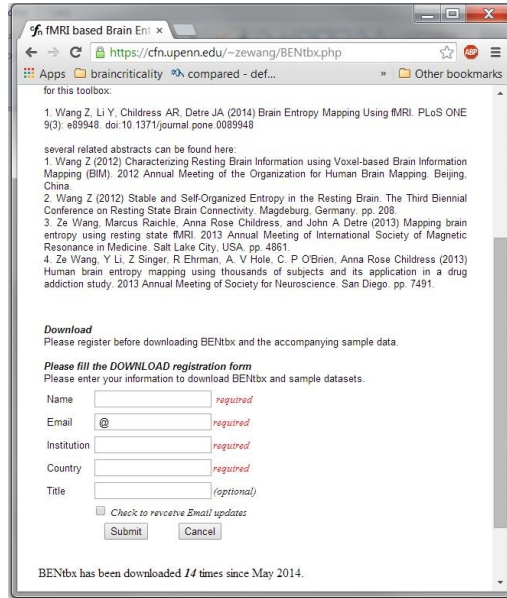 fMRI based Brain Ent
https://cfn.upenn.edu/~zewang/BENtbx.php
ABP
Apps braincriticality compared - def... » Other bookmarks
for this toolbox:
1. Wang Z, Li Y, Childress AR, Detre JA (2014) Brain Entropy Mapping Using fMRI. PLoS ONE
9(3): e89948. doi:10.1371/journal.pone.0089948
several related abstracts can be found here:
1. Wang Z (2012) Characterizing Resting Brain Information using Voxel-based Brain Information
Mapping (BIM). 2012 Annual Meeting of the Organization for Human Brain Mapping. Beijing,
China.
2. Wang Z (2012) Stable and Self-Organized Entropy in the Resting Brain. The Third Biennial
Conference on Resting State Brain Connectivity. Magdeburg, Germany. pp. 208.
3. Ze Wang, Marcus Raichle, Anna Rose Childress, and John A Detre (2013) Mapping brain
entropy using resting state fMRI. 2013 Annual Meeting of International Society of Magnetic
Resonance in Medicine. Salt Lake City, USA. pp. 4861.
4. Ze Wang, Y Li, Z Singer, R Ehrman, A. V Hole, C. P O'Brien, Anna Rose Childress (2013)
Human brain entropy mapping using thousands of subjects and its application in a drug
addiction study. 2013 Annual Meeting of Society for Neuroscience. San Diego. pp. 7491.
Download
Please register before downloading BENtbx and the accompanying sample data.
Please fill the DOWNLOAD registration form
Please enter your information to download BENtbx and sample datasets.
Name required
Email @ required
Institution required
Country required
Title (optional)
Check to revceive Email updates
Submit Cancel
BENtbx has been downloaded 14 times since May 2014.